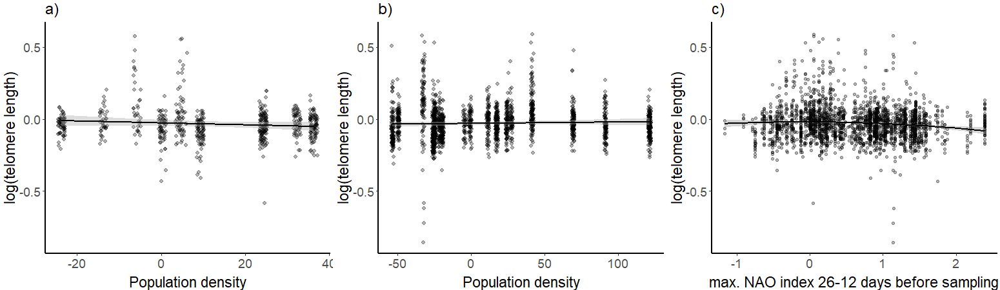 a)
log(telomere length)
0.5
0.0
-0.5
-20 0 20 40
Population density
b)
log(telomere length)
0.5
0.0
-0.5
-50 0 50 100
Population density
c)
log(telomere length)
0.5
0.0
-0.5
-1 0 1 2
max. NAO index 26-12 days before sampling